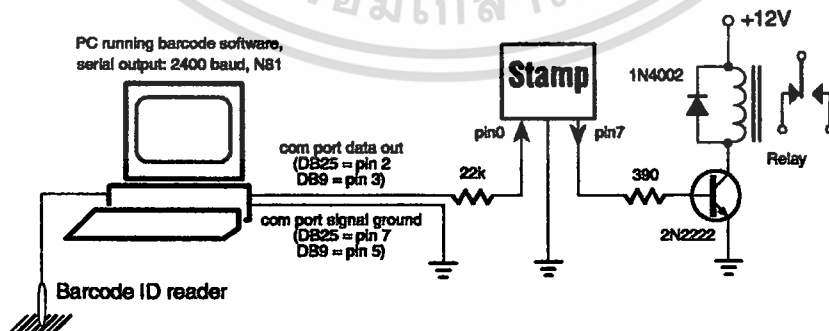 PC running barcode software,
serial output: 2400 baud, N81
com port data out
(DB25 = pin 2
DB9 = pin 3)
com port signal ground
(DB25 = pin 7
DB9 = pin 5)
Barcode ID reader
22k
Stamp
pin0
pin7
390
2N2222
1N4002
+12V
Relay